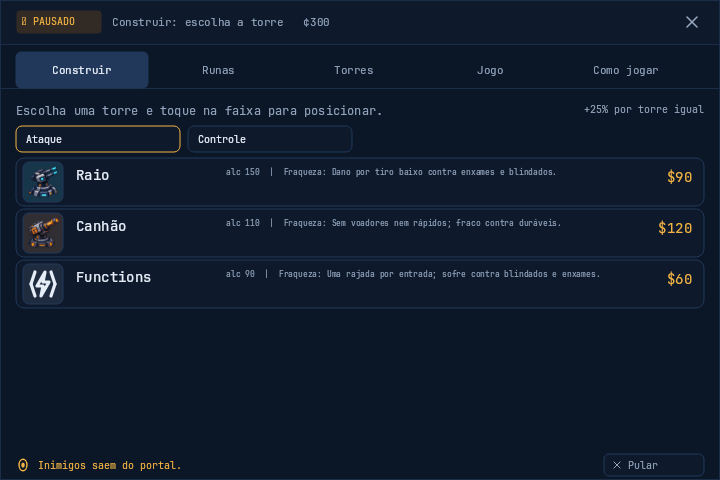 PAUSADO Construir: escolha a torre $300
Construir Runas Torres Jogo Como jogar
Escolha uma torre e toque na faixa para posicionar. +25% por torre igual
Ataque Controle
Raio alc 150 | Fraqueza: Dano por tiro baixo contra enxames e blindados. $90
Canhão alc 110 | Fraqueza: Sem voadores nem rápidos; fraco contra duráveis. $120
Functions alc 90 | Fraqueza: Uma rajada por entrada; sofre contra blindados e enxames. $60
Inimigos saem do portal. Pular